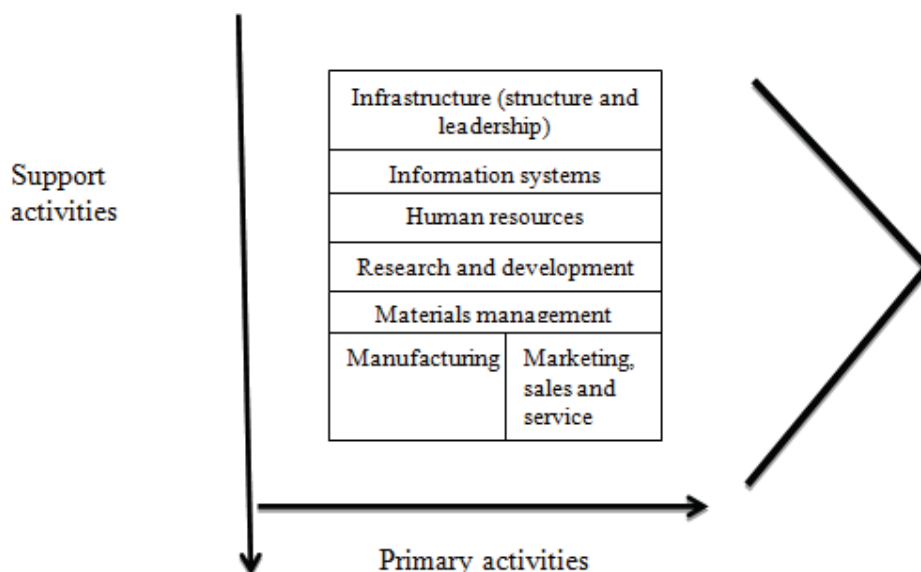 Support
activities
Infrastructure (structure and
leadership)
Information systems
Human resources
Research and development
Materials management
Manufacturing
Marketing,
sales and
service
Primary activities